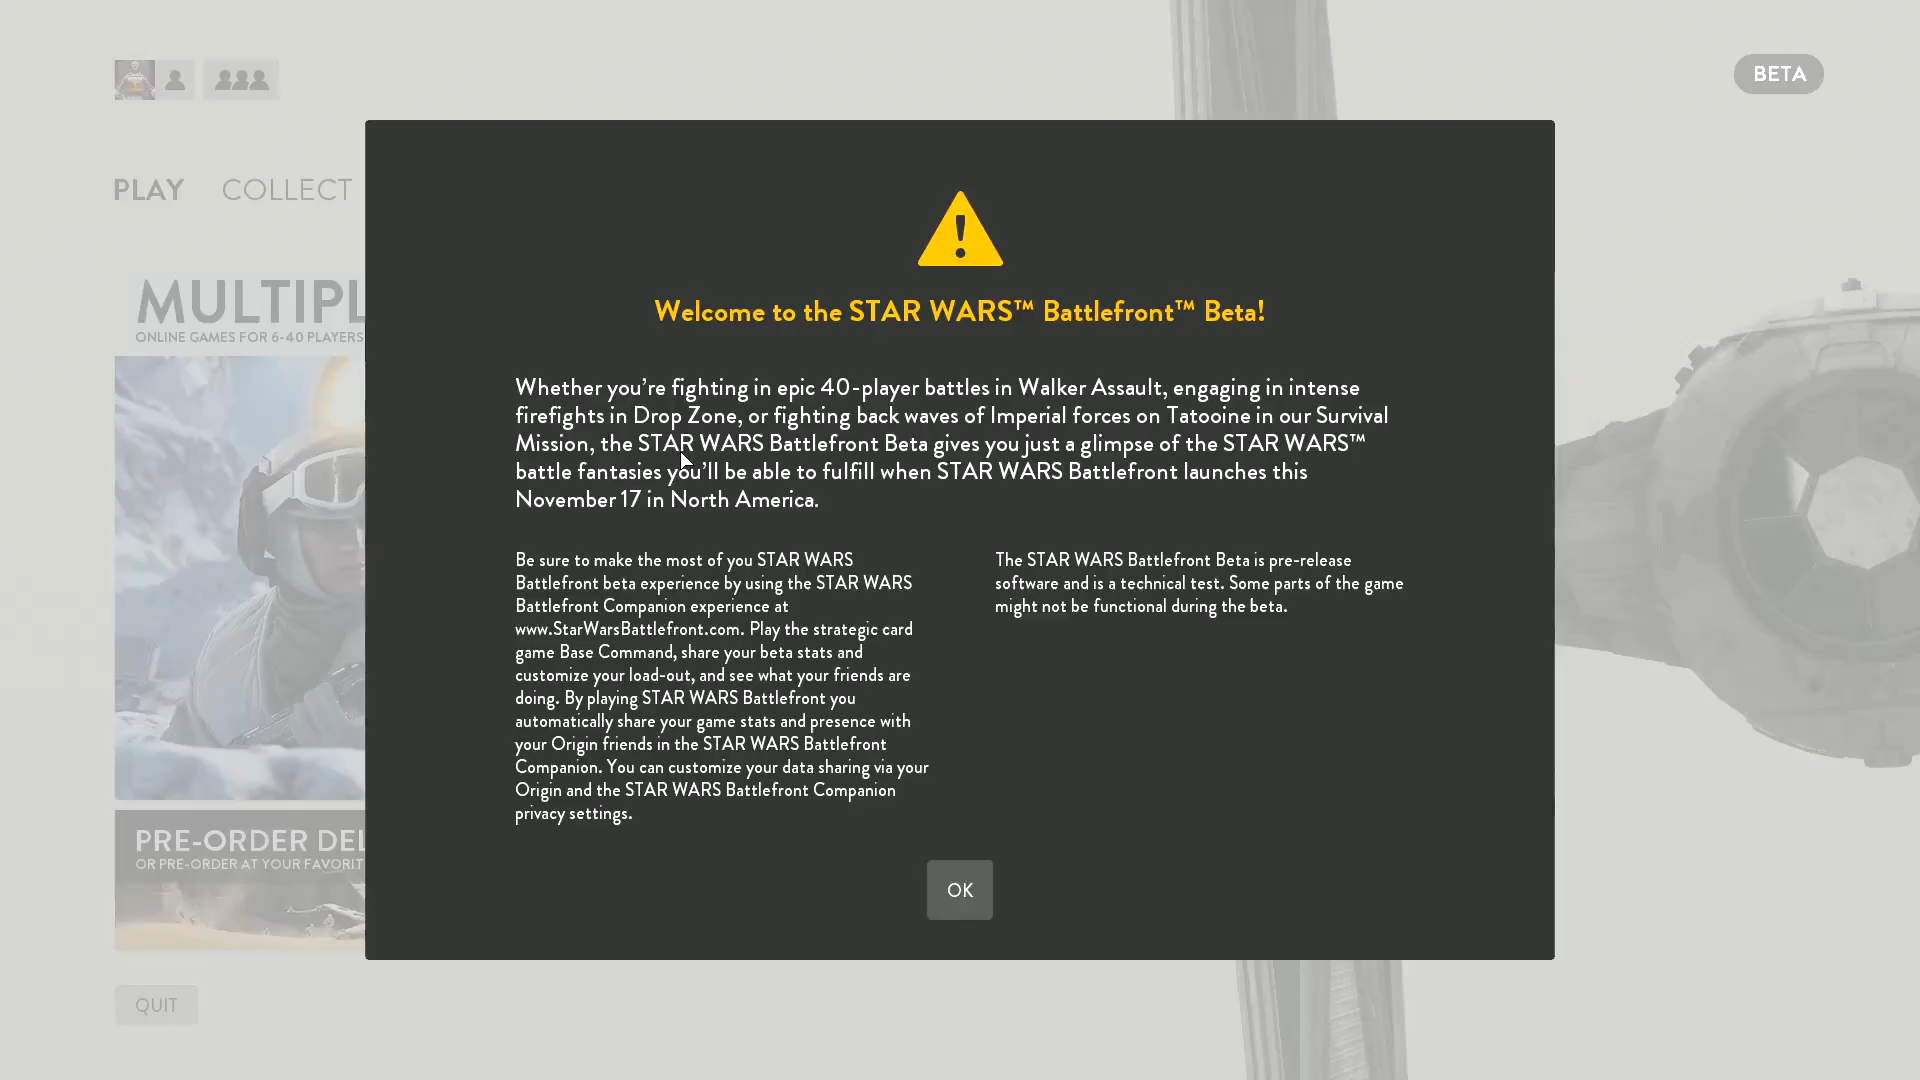 BETA
PLAY COLLECT
MULTIPL
ONLINE GAMES FOR 6-40 PLAYERS
Welcome to the STAR WARS™ Battlefront™ Beta!
Whether you're fighting in epic 40-player battles in Walker Assault, engaging in intense
firefights in Drop Zone, or fighting back waves of Imperial forces on Tatooine in our Survival
Mission, the STAR WARS Battlefront Beta gives you just a glimpse of the STAR WARS™
battle fantasies you'll be able to fulfill when STAR WARS Battlefront launches this
November 17 in North America.
Be sure to make the most of you STAR WARS
Battlefront beta experience by using the STAR WARS
Battlefront Companion experience at
www.StarWarsBattlefront.com. Play the strategic card
game Base Command, share your beta stats and
customize your load-out, and see what your friends are
doing. By playing STAR WARS Battlefront you
automatically share your game stats and presence with
your Origin friends in the STAR WARS Battlefront
Companion. You can customize your data sharing via your
Origin and the STAR WARS Battlefront Companion
privacy settings.
The STAR WARS Battlefront Beta is pre-release
software and is a technical test. Some parts of the game
might not be functional during the beta.
PRE-ORDER DEL
OR PRE-ORDER AT YOUR FAVORIT
OK
QUIT